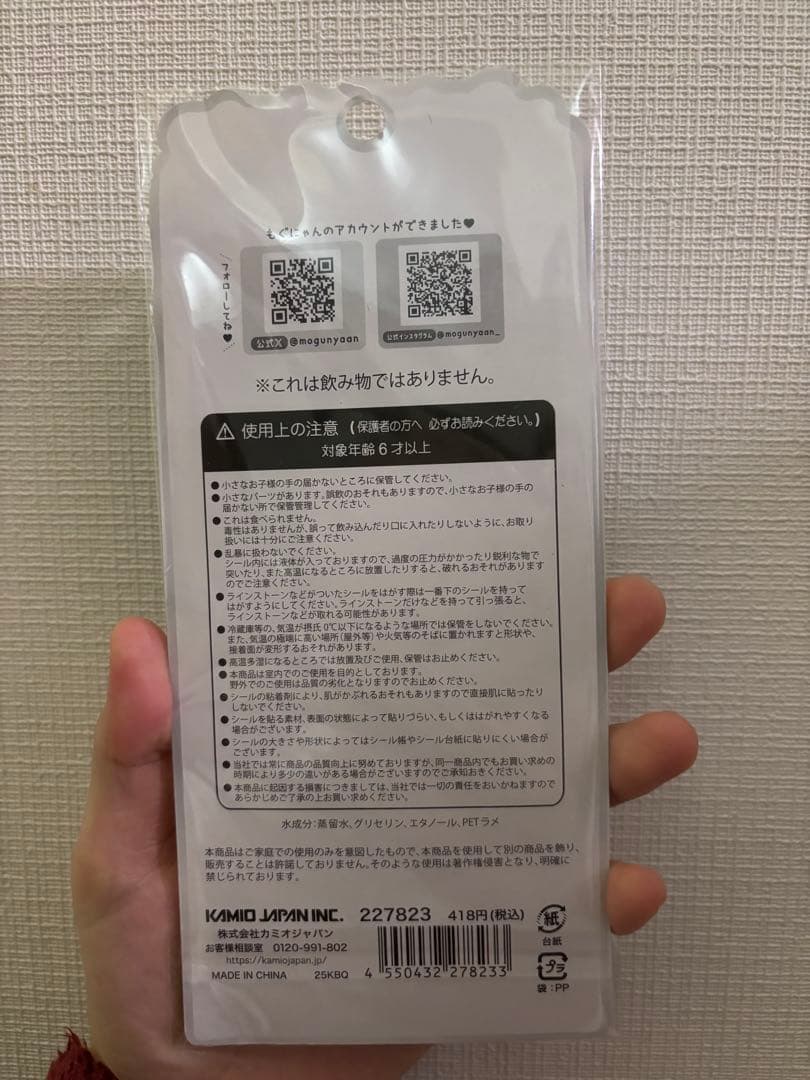 もぐにゃんのアカウントができました♥
フォローしてね♥
公式X @mogunyaan
公式インスタグラム @mogunyaan_
※これは飲み物ではありません。
⚠ 使用上の注意 (保護者の方へ 必ずお読みください。)
対象年齢6才以上
●小さなお子様の手の届かないところに保管してください。
●小さなパーツがあります。誤飲のおそれもありますので、小さなお子様の手の
届かない所で保管管理してください。
●これは食べられません。
毒性はありませんが、誤って飲み込んだり口に入れたりしないように、お取り
扱いには十分にご注意ください。
●乱暴に扱わないでください。
シール内には液体が入っておりますので、過度の圧力がかかったり鋭利な物で
突いたり、また高温になるところに放置したりすると、破れるおそれがあります
のでご注意ください。
●ラインストーンなどがついたシールをはがす際は一番下のシールを持って
はがすようにしてください。ラインストーンだけなどを持って引っ張ると、
ラインストーンなどが取れる可能性があります。
●冷蔵庫等の、気温が摂氏0℃以下になるような場所では保管をしないでください。
また、気温の極端に高い場所(屋外等)や火気等のそばに置かれますと形状や、
接着面が変形するおそれがあります。
●高温多湿になるところでは放置及びご使用、保管はお止めください。
●本商品は室内でのご使用を目的としております。
野外でのご使用は品質の劣化となりますのでお止めください。
●シールの粘着剤により、肌がかぶれるおそれもありますので直接肌に貼ったり
しないでください。
●シールを貼る素材、表面の状態によって貼りづらい、もしくははがれやすくなる
場合がございます。
●シールの大きさや形状によってはシール帳やシール台紙に貼りにくい場合が
ございます。
●当社では常に商品の品質向上に努めておりますが、同一商品内でもお買い求めの
時期により多少の違いがある場合がございますのでご承知おきください。
●本商品に起因する損害につきましては、当社では一切の責任をおいかねますので
あらかじめご了承の上お買い求めください。
水成分:蒸留水、グリセリン、エタノール、PETラメ
本商品はご家庭での使用のみを意図したもので、本商品を使用して別の商品を飾り、
販売することは許諾しておりません。そのような使用は著作権侵害となり、明確に
禁じられております。
KAMIO JAPAN INC. 227823 418円(税込)
株式会社カミオジャパン
お客様相談室 0120-991-802
https://kamiojapan.jp/
MADE IN CHINA 25KBQ
4 550432 278233
紙
台紙
プラ
袋:PP